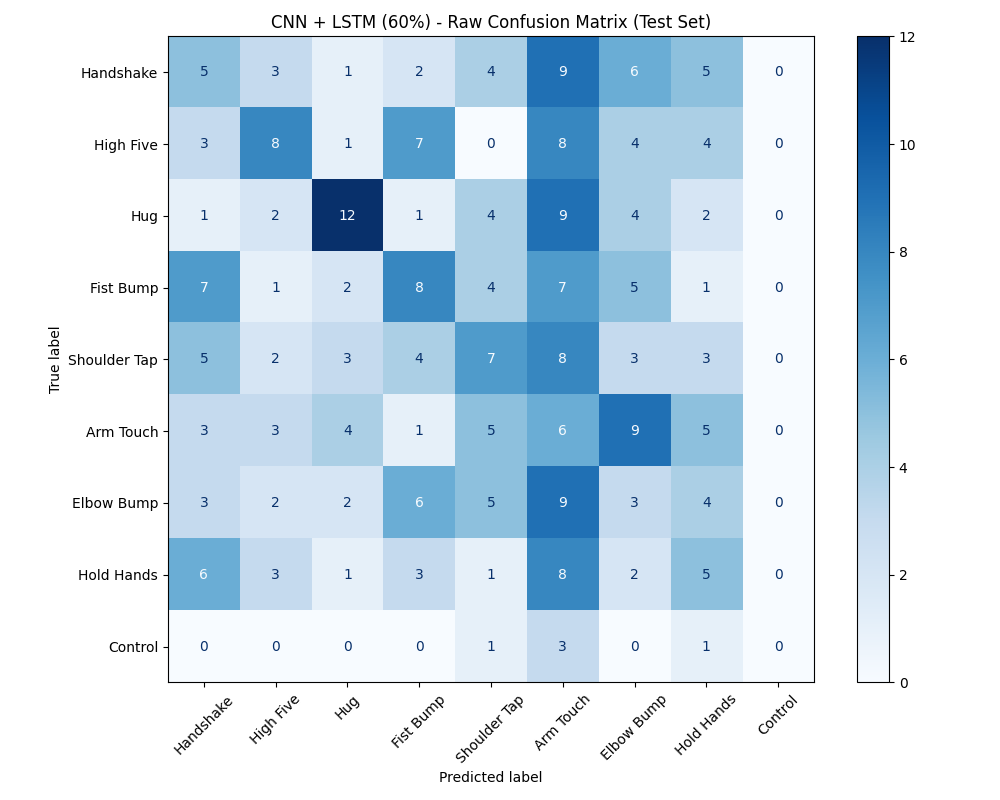 CNN + LSTM (60%) - Raw Confusion Matrix (Test Set)
Handshake 5 3 1 2 4 9 6 5 0
High Five 3 8 1 7 0 8 4 4 0
Hug 1 2 12 1 4 9 4 2 0
Fist Bump 7 1 2 8 4 7 5 1 0
Shoulder Tap 5 2 3 4 7 8 3 3 0
Arm Touch 3 3 4 1 5 6 9 5 0
Elbow Bump 3 2 2 6 5 9 3 4 0
Hold Hands 6 3 1 3 1 8 2 5 0
Control 0 0 0 0 1 3 0 1 0
True label
Handshake High Five Hug Fist Bump Shoulder Tap Arm Touch Elbow Bump Hold Hands Control
Predicted label
12
10
8
6
4
2
0